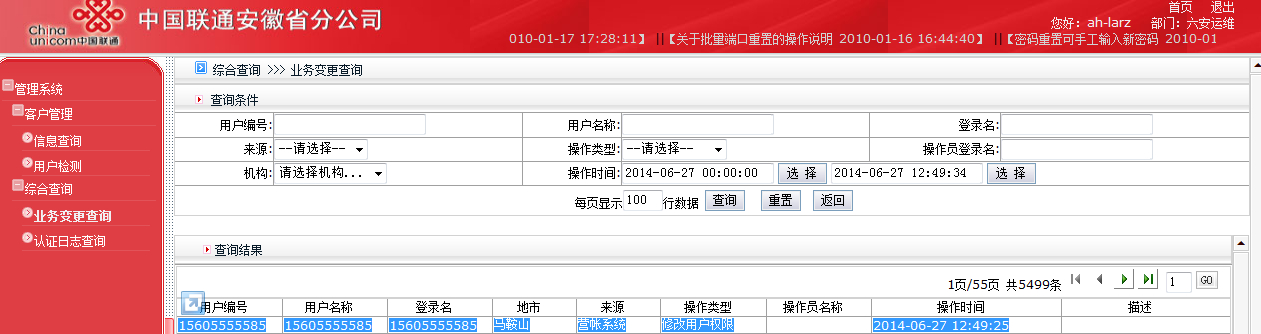 首页 退出
China unicom中国联通 中国联通安徽省分公司
您好：ah-larz 部门：六安运维
010-01-17 17:28:11】 ||【关于批量端口重置的操作说明 2010-01-16 16:44:40】 ||【密码重置可手工输入新密码 2010-01
管理系统
客户管理
信息查询
用户检测
综合查询
业务变更查询
认证日志查询
综合查询 >>> 业务变更查询
查询条件
用户编号: 用户名称: 登录名:
来源: --请选择-- 操作类型: --请选择-- 操作员登录名:
机构: 请选择机构... 操作时间: 2014-06-27 00:00:00 选 择 2014-06-27 12:49:34 选 择
每页显示 100 行数据 查询 重置 返回
查询结果
1页/55页 共5499条 1 GO
用户编号 用户名称 登录名 地市 来源 操作类型 操作员名称 操作时间 描述
15605555585 15605555585 15605555585 马鞍山 营帐系统 修改用户权限 2014-06-27 12:49:25